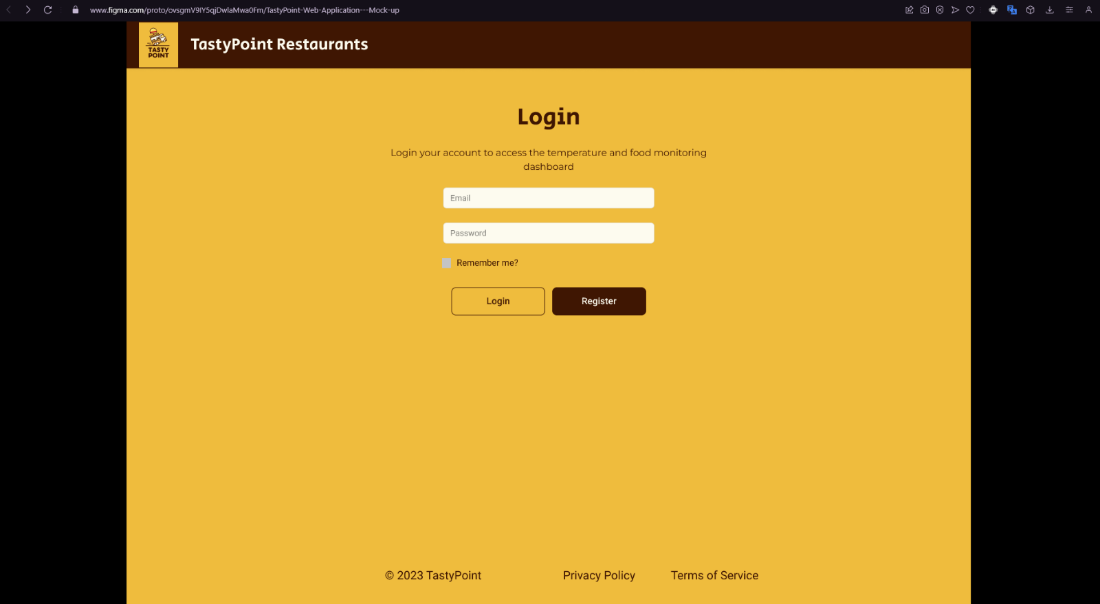 www.figma.com/proto/ovsgmV9IY5qjDwlaMwa0Fm/TastyPoint-Web-Application---Mock-up
TASTY
POINT
TastyPoint Restaurants
Login
Login your account to access the temperature and food monitoring
dashboard
Email
Password
Remember me?
Login
Register
© 2023 TastyPoint
Privacy Policy
Terms of Service